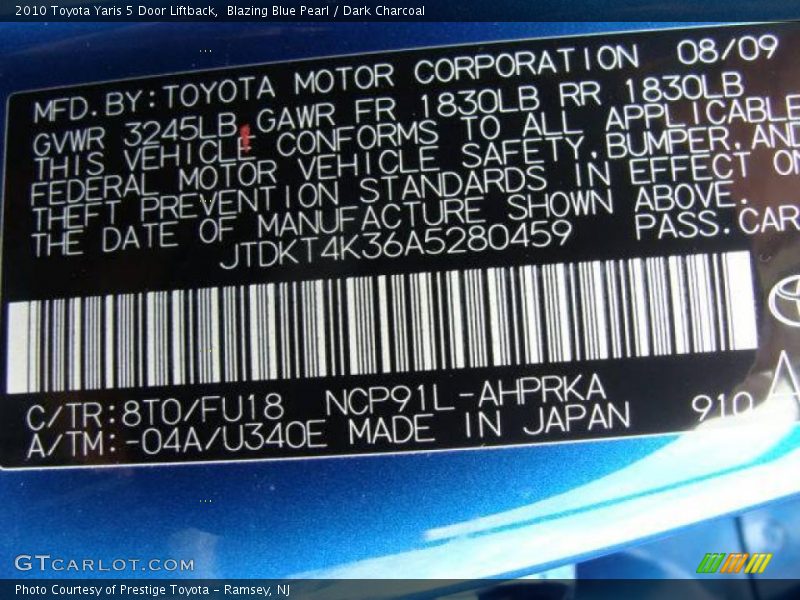 2010 Toyota Yaris 5 Door Liftback,  Blazing Blue Pearl / Dark Charcoal
MFD.BY:TOYOTA MOTOR CORPORATION 08/09
GVWR 3245LB GAWR FR 1830LB RR 1830LB
THIS VEHICLE CONFORMS TO ALL APPLICABLE
FEDERAL MOTOR VEHICLE SAFETY,BUMPER,AND
THEFT PREVENTION STANDARDS IN EFFECT ON
THE DATE OF MANUFACTURE SHOWN ABOVE.
JTDKT4K36A5280459 PASS.CAR
C/TR:8T0/FU18 NCP91L-AHPRKA
A/TM:-04A/U340E MADE IN JAPAN 910 A
GTCARLOT.COM
Photo Courtesy of Prestige Toyota - Ramsey, NJ